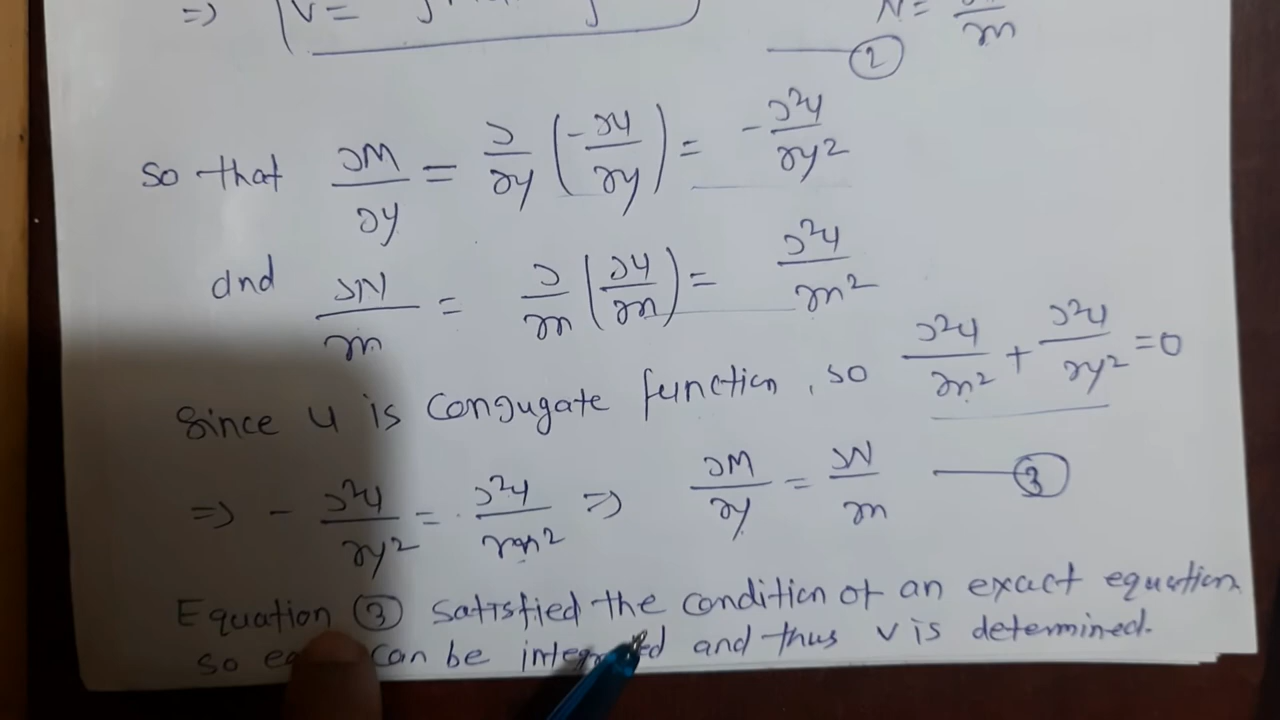 => V =
N =
②
so that ∂M/∂y = ∂/∂y (-∂u/∂y) = -∂²u/∂y²
and ∂N/∂x = ∂/∂x (∂u/∂x) = ∂²u/∂x²
Since u is conjugate function, so ∂²u/∂x² + ∂²u/∂y² = 0
=> - ∂²u/∂y² = ∂²u/∂x² => ∂M/∂y = ∂N/∂x ③
Equation ③ satisfied the condition of an exact equation.
so can be integrated and thus v is determined.